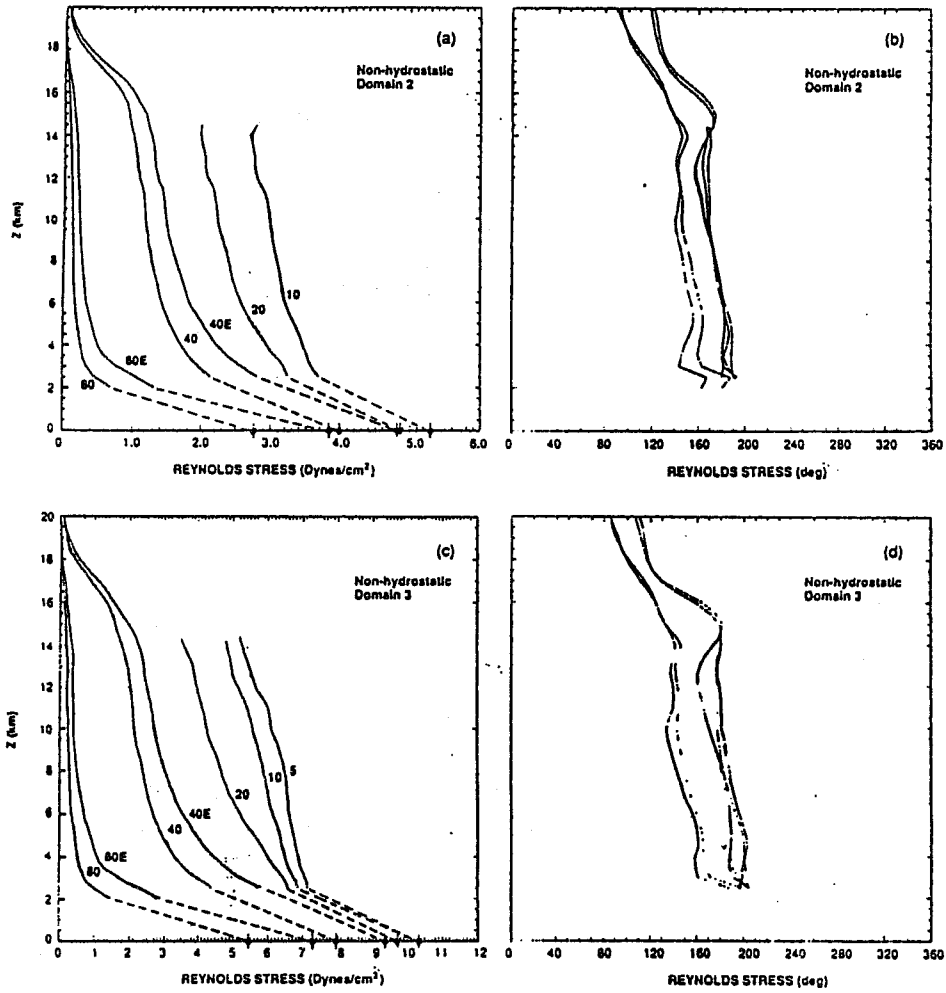 (a)
Non-hydrostatic
Domain 2
18
16
14
12
10
8
6
4
2
0
Z (km)
80
80E
40
40E
20
10
0 1.0 2.0 3.0 4.0 5.0 6.0
REYNOLDS STRESS (Dynes/cm²)
(b)
Non-hydrostatic
Domain 2
0 40 80 120 160 200 240 280 320 360
REYNOLDS STRESS (deg)
(c)
Non-hydrostatic
Domain 3
20
18
16
14
12
10
8
6
4
2
0
Z (km)
80
80E
40
40E
20
10
5
0 1 2 3 4 5 6 7 8 9 10 11 12
REYNOLDS STRESS (Dynes/cm²)
(d)
Non-hydrostatic
Domain 3
0 40 80 120 160 200 240 280 320 360
REYNOLDS STRESS (deg)